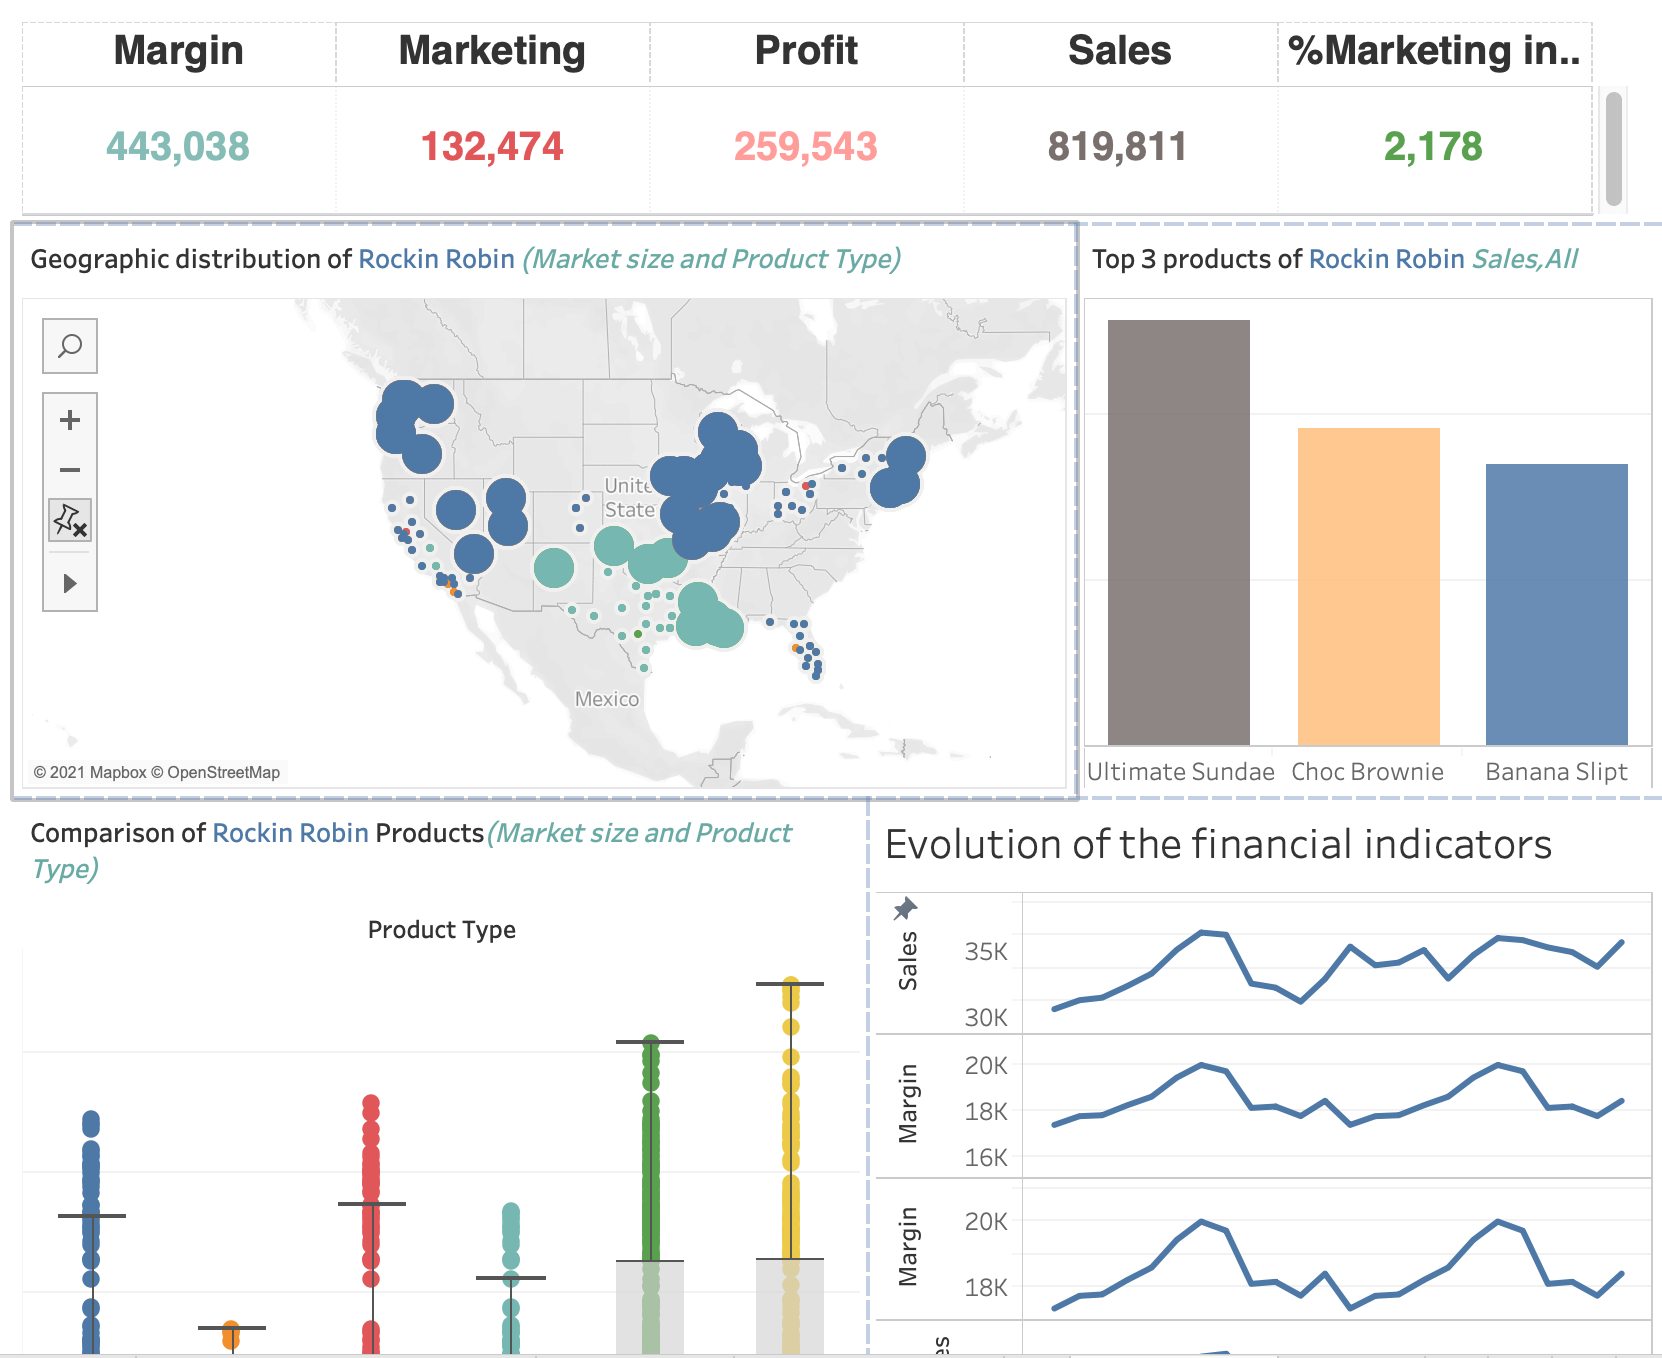 Margin Marketing Profit Sales %Marketing in..
443,038 132,474 259,543 819,811 2,178
Geographic distribution of Rockin Robin (Market size and Product Type)
Unite
State
Mexico
© 2021 Mapbox © OpenStreetMap
Top 3 products of Rockin Robin Sales,All
Ultimate Sundae Choc Brownie Banana Slipt
Comparison of Rockin Robin Products(Market size and Product
Type)
Product Type
Evolution of the financial indicators
Sales
35K
30K
Margin
20K
18K
16K
Margin
20K
18K
es